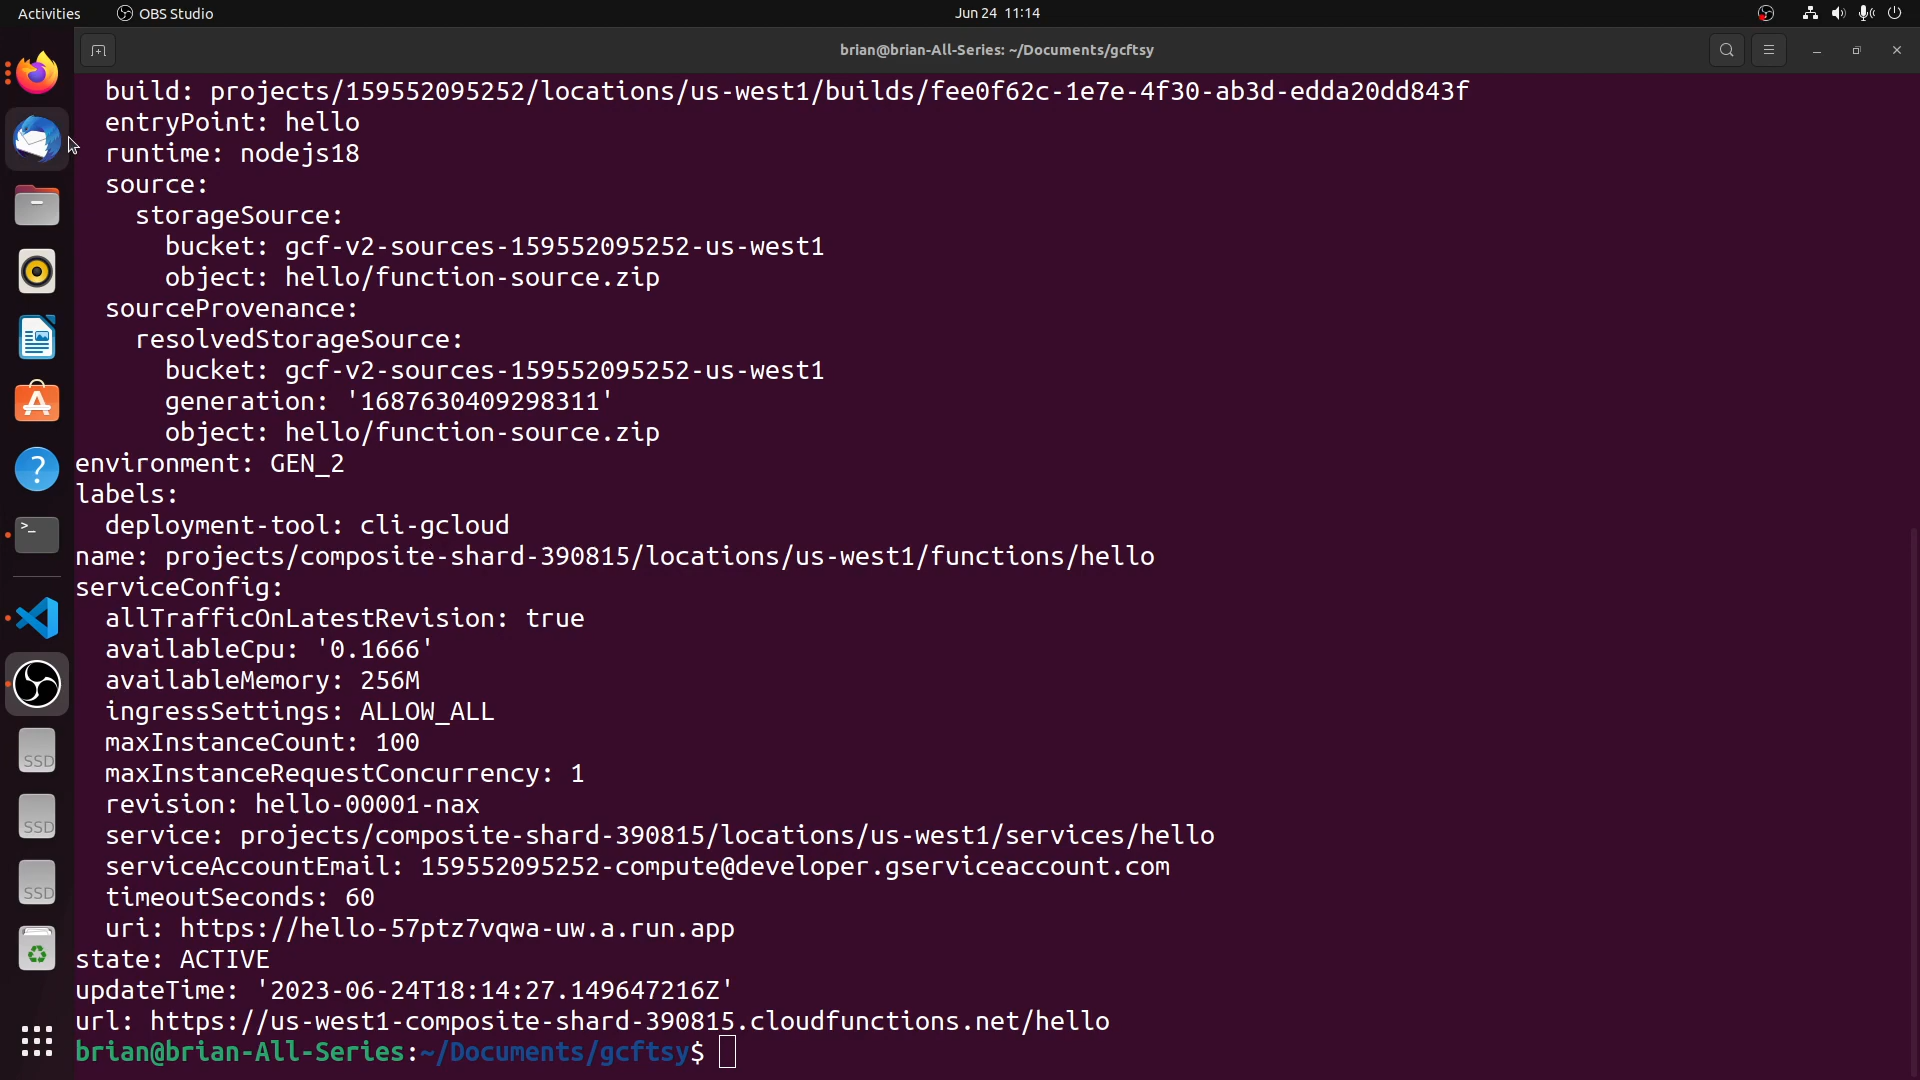 Activities
OBS Studio
Jun 24 11:14
brian@brian-All-Series: ~/Documents/gcftsy
build: projects/159552095252/locations/us-west1/builds/fee0f62c-1e7e-4f30-ab3d-edda20dd843f
entryPoint: hello
runtime: nodejs18
source:
storageSource:
bucket: gcf-v2-sources-159552095252-us-west1
object: hello/function-source.zip
sourceProvenance:
resolvedStorageSource:
bucket: gcf-v2-sources-159552095252-us-west1
generation: '1687630409298311'
object: hello/function-source.zip
environment: GEN_2
labels:
deployment-tool: cli-gcloud
name: projects/composite-shard-390815/locations/us-west1/functions/hello
serviceConfig:
allTrafficOnLatestRevision: true
availableCpu: '0.1666'
availableMemory: 256M
ingressSettings: ALLOW_ALL
maxInstanceCount: 100
maxInstanceRequestConcurrency: 1
revision: hello-00001-nax
service: projects/composite-shard-390815/locations/us-west1/services/hello
serviceAccountEmail: 159552095252-compute@developer.gserviceaccount.com
timeoutSeconds: 60
uri: https://hello-57ptz7vqwa-uw.a.run.app
state: ACTIVE
updateTime: '2023-06-24T18:14:27.149647216Z'
url: https://us-west1-composite-shard-390815.cloudfunctions.net/hello
brian@brian-All-Series:~/Documents/gcftsy$
SSD
SSD
SSD